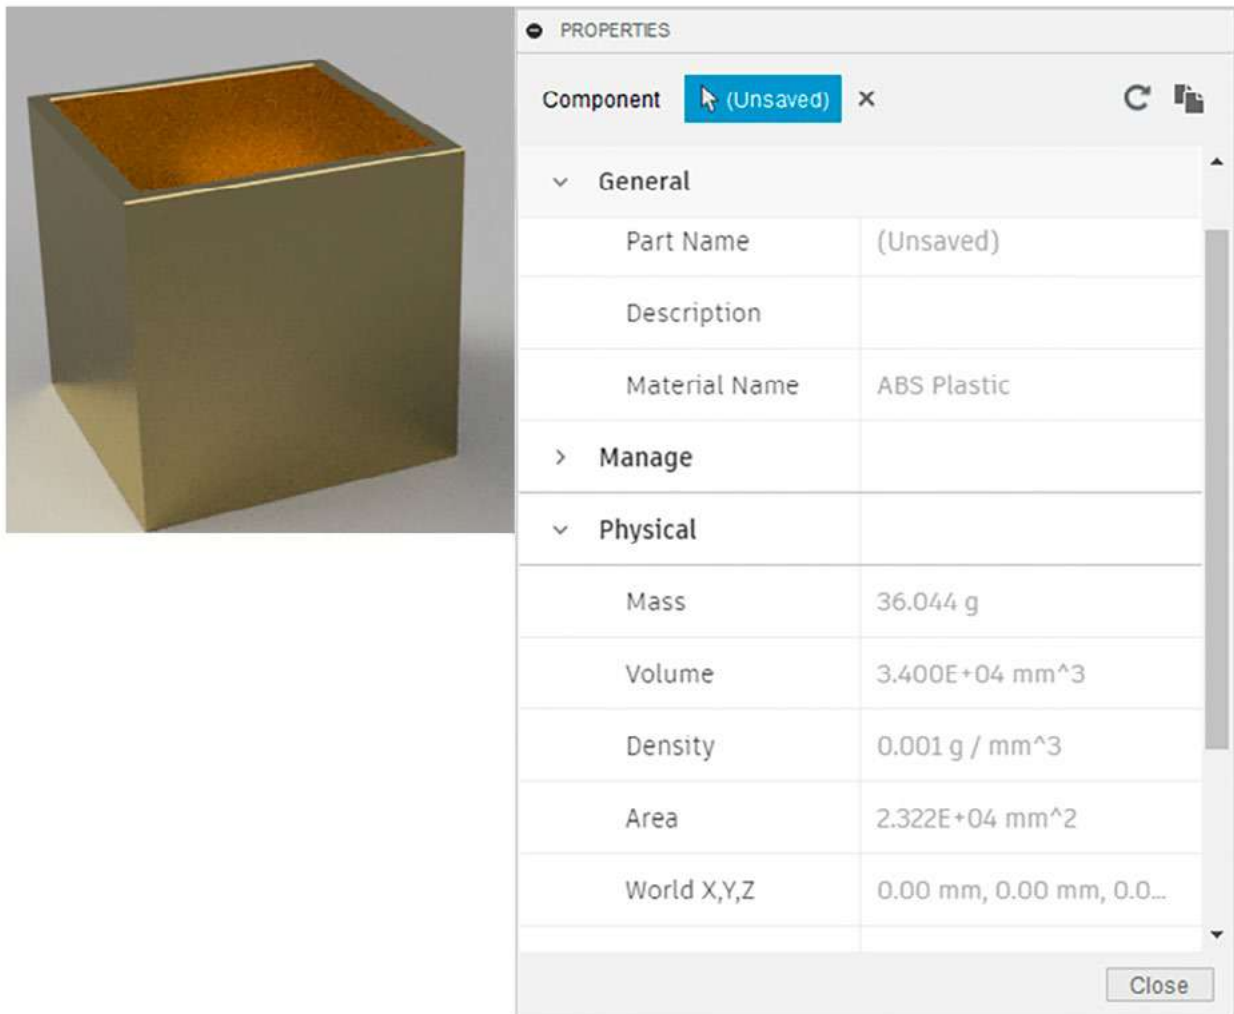 PROPERTIES
Component (Unsaved)
General
Part Name (Unsaved)
Description
Material Name ABS Plastic
Manage
Physical
Mass 36.044 g
Volume 3.400E+04 mm^3
Density 0.001 g / mm^3
Area 2.322E+04 mm^2
World X,Y,Z 0.00 mm, 0.00 mm, 0.0...
Close